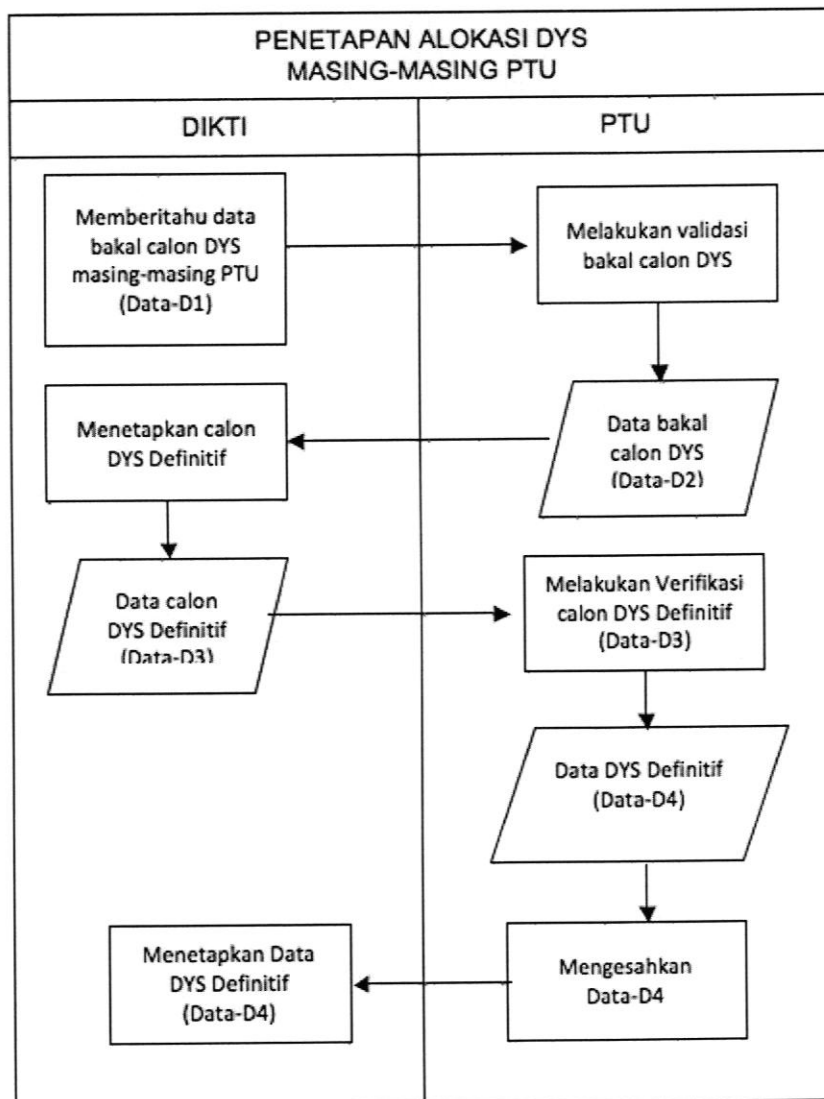 PENETAPAN ALOKASI DYS
MASING-MASING PTU
DIKTI
PTU
Memberitahu data
bakal calon DYS
masing-masing PTU
(Data-D1)
Melakukan validasi
bakal calon DYS
Data bakal
calon DYS
(Data-D2)
Menetapkan calon
DYS Definitif
Data calon
DYS Definitif
(Data-D3)
Melakukan Verifikasi
calon DYS Definitif
(Data-D3)
Data DYS Definitif
(Data-D4)
Mengesahkan
Data-D4
Menetapkan Data
DYS Definitif
(Data-D4)